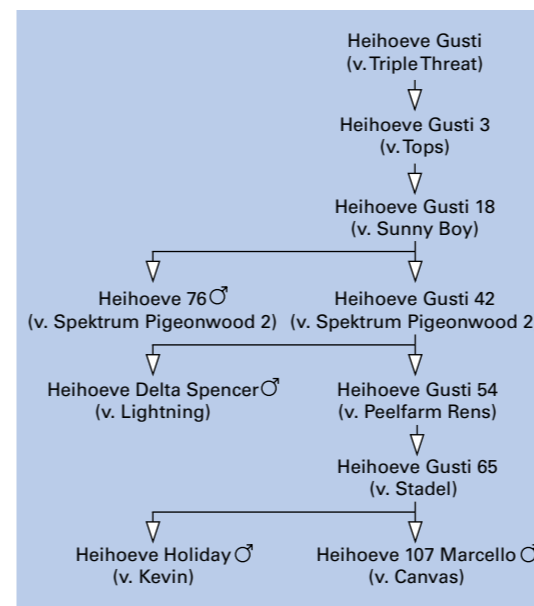 Heihoeve Gusti
(v. Triple Threat)
Heihoeve Gusti 3
(v. Tops)
Heihoeve Gusti 18
(v. Sunny Boy)
Heihoeve 76 ♂
(v. Spektrum Pigeonwood 2)
Heihoeve Gusti 42
(v. Spektrum Pigeonwood 2
Heihoeve Delta Spencer ♂
(v. Lightning)
Heihoeve Gusti 54
(v. Peelfarm Rens)
Heihoeve Gusti 65
(v. Stadel)
Heihoeve Holiday ♂
(v. Kevin)
Heihoeve 107 Marcello ♂
(v. Canvas)